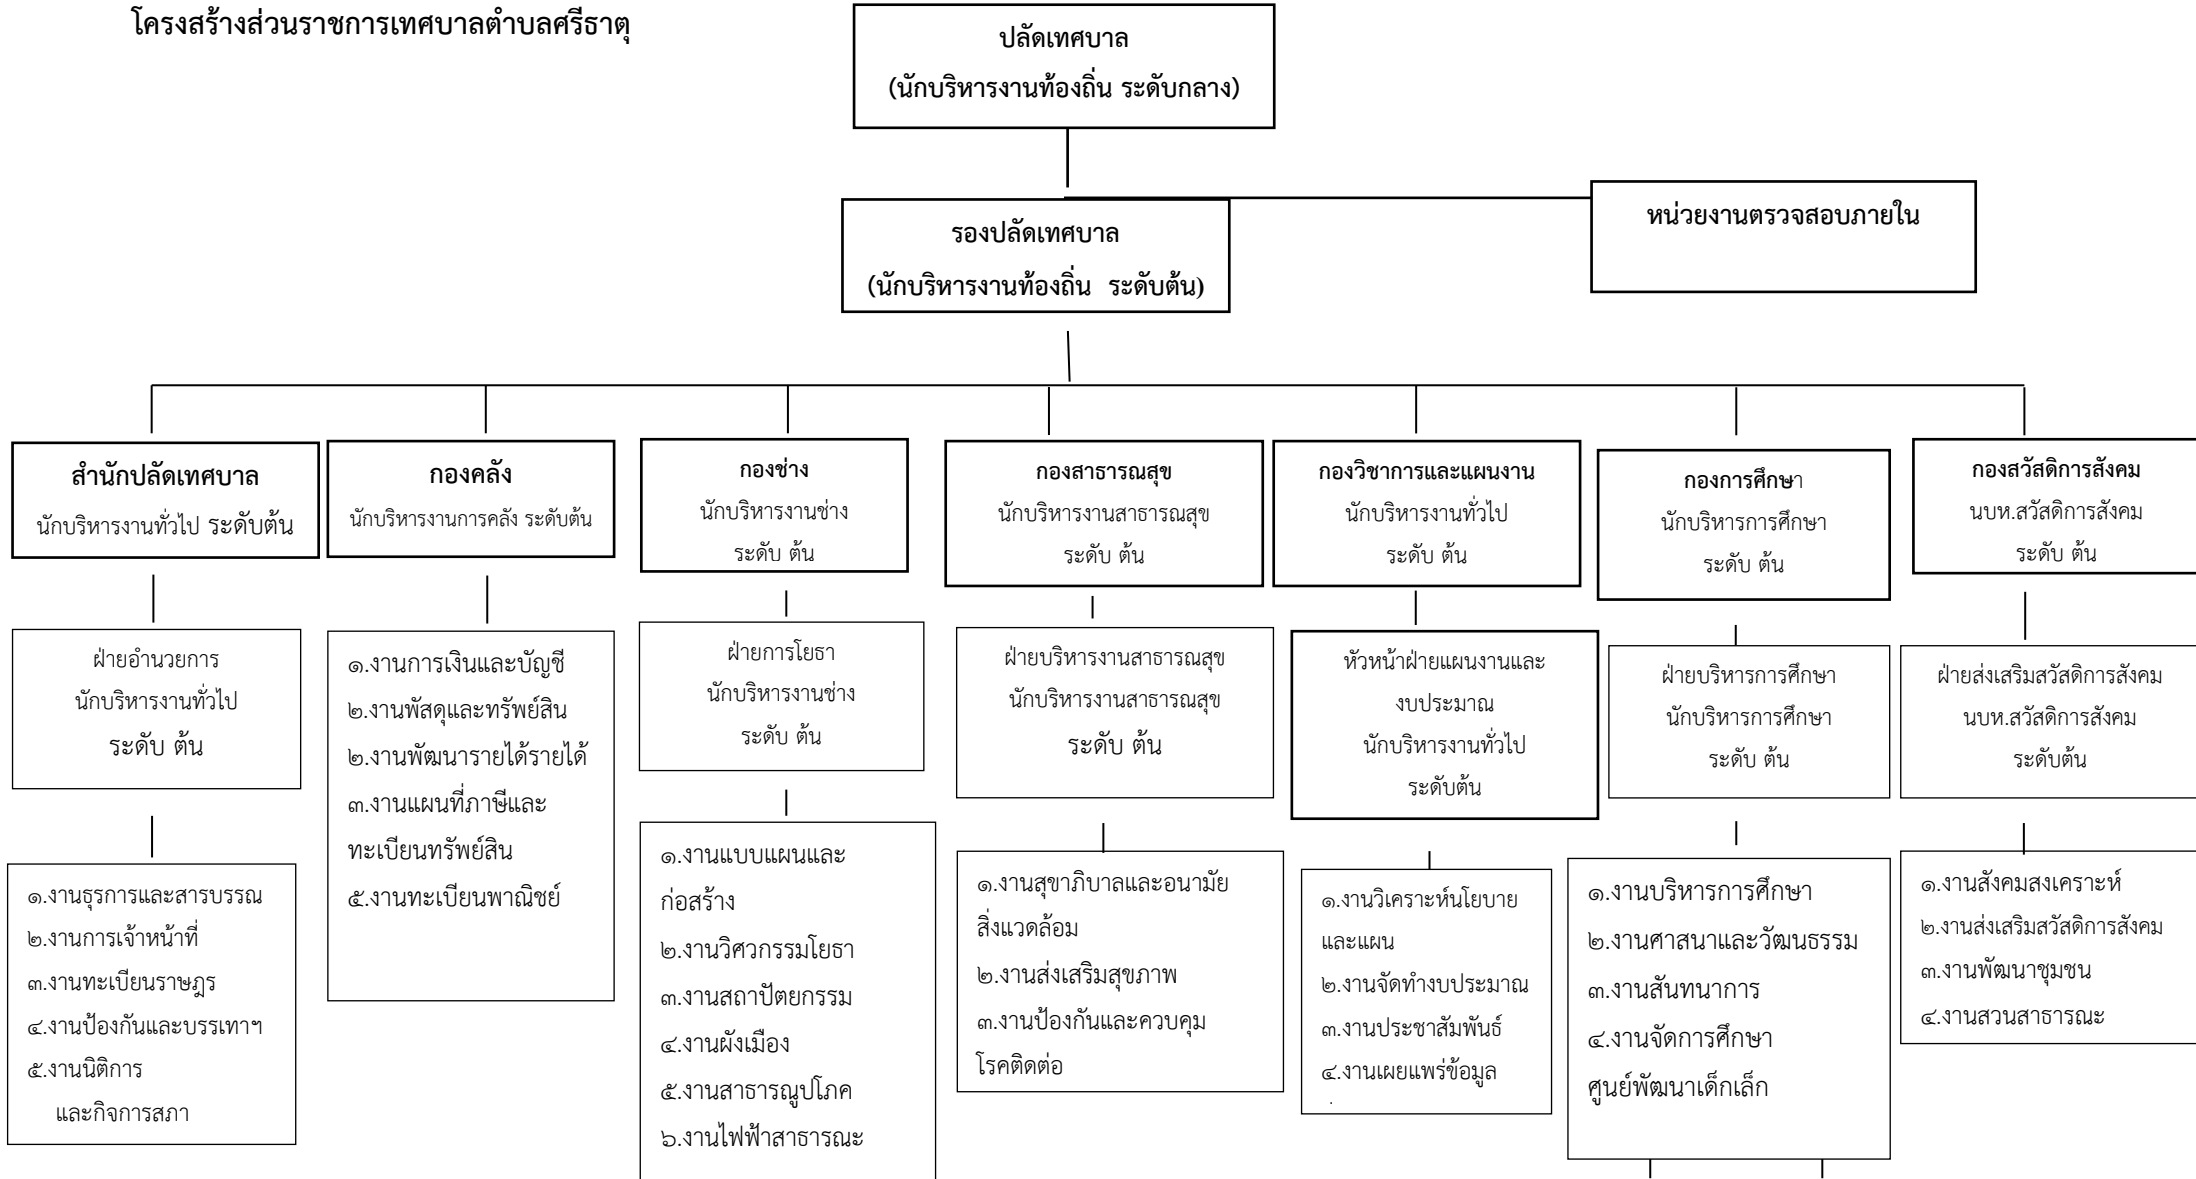 โครงสร้างส่วนราชการเทศบาลตำบลศรีธาตุ
ปลัดเทศบาล
(นักบริหารงานท้องถิ่น ระดับกลาง)
หน่วยงานตรวจสอบภายใน
รองปลัดเทศบาล
(นักบริหารงานท้องถิ่น ระดับต้น)
สำนักปลัดเทศบาล
นักบริหารงานทั่วไป ระดับต้น
กองคลัง
นักบริหารงานการคลัง ระดับต้น
กองช่าง
นักบริหารงานช่าง
ระดับ ต้น
กองสาธารณสุข
นักบริหารงานสาธารณสุข
ระดับ ต้น
กองวิชาการและแผนงาน
นักบริหารงานทั่วไป
ระดับ ต้น
กองการศึกษา
นักบริหารการศึกษา
ระดับ ต้น
กองสวัสดิการสังคม
นบห.สวัสดิการสังคม
ระดับ ต้น
ฝ่ายอำนวยการ
นักบริหารงานทั่วไป
ระดับ ต้น
๑.งานการเงินและบัญชี
๒.งานพัสดุและทรัพย์สิน
๒.งานพัฒนารายได้รายได้
๓.งานแผนที่ภาษีและ
ทะเบียนทรัพย์สิน
๕.งานทะเบียนพาณิชย์
ฝ่ายการโยธา
นักบริหารงานช่าง
ระดับ ต้น
ฝ่ายบริหารงานสาธารณสุข
นักบริหารงานสาธารณสุข
ระดับ ต้น
หัวหน้าฝ่ายแผนงานและ
งบประมาณ
นักบริหารงานทั่วไป
ระดับต้น
ฝ่ายบริหารการศึกษา
นักบริหารการศึกษา
ระดับ ต้น
ฝ่ายส่งเสริมสวัสดิการสังคม
นบห.สวัสดิการสังคม
ระดับต้น
๑.งานธุรการและสารบรรณ
๒.งานการเจ้าหน้าที่
๓.งานทะเบียนราษฎร
๔.งานป้องกันและบรรเทาฯ
๕.งานนิติการ
และกิจการสภา
๑.งานแบบแผนและ
ก่อสร้าง
๒.งานวิศวกรรมโยธา
๓.งานสถาปัตยกรรม
๔.งานผังเมือง
๕.งานสาธารณูปโภค
๖.งานไฟฟ้าสาธารณะ
๑.งานสุขาภิบาลและอนามัย
สิ่งแวดล้อม
๒.งานส่งเสริมสุขภาพ
๓.งานป้องกันและควบคุม
โรคติดต่อ
๑.งานวิเคราะห์นโยบาย
และแผน
๒.งานจัดทำงบประมาณ
๓.งานประชาสัมพันธ์
๔.งานเผยแพร่ข้อมูล
๑.งานบริหารการศึกษา
๒.งานศาสนาและวัฒนธรรม
๓.งานสันทนาการ
๔.งานจัดการศึกษา
ศูนย์พัฒนาเด็กเล็ก
๑.งานสังคมสงเคราะห์
๒.งานส่งเสริมสวัสดิการสังคม
๓.งานพัฒนาชุมชน
๔.งานสวนสาธารณะ